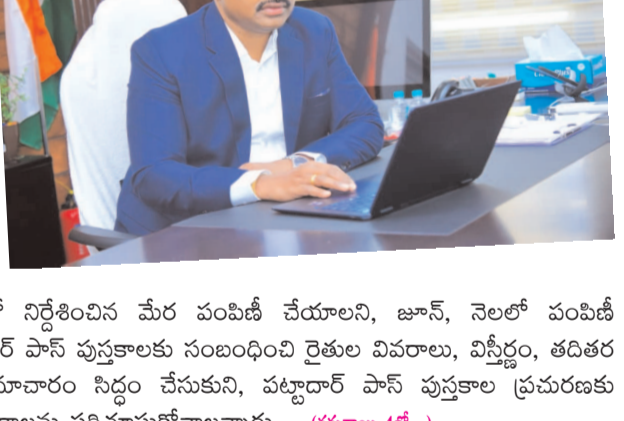 నిర్దేశించిన మేర పంపిణీ చేయాలని, జూన్, నెలలో పంపిణీ
పాస్ పుస్తకాలకు సంబంధించి రైతుల వివరాలు, విస్తీర్ణం, తదితర
సిద్ధం చేసుకుని, పట్టాదార్ పాస్ పుస్తకాల ప్రచురణకు